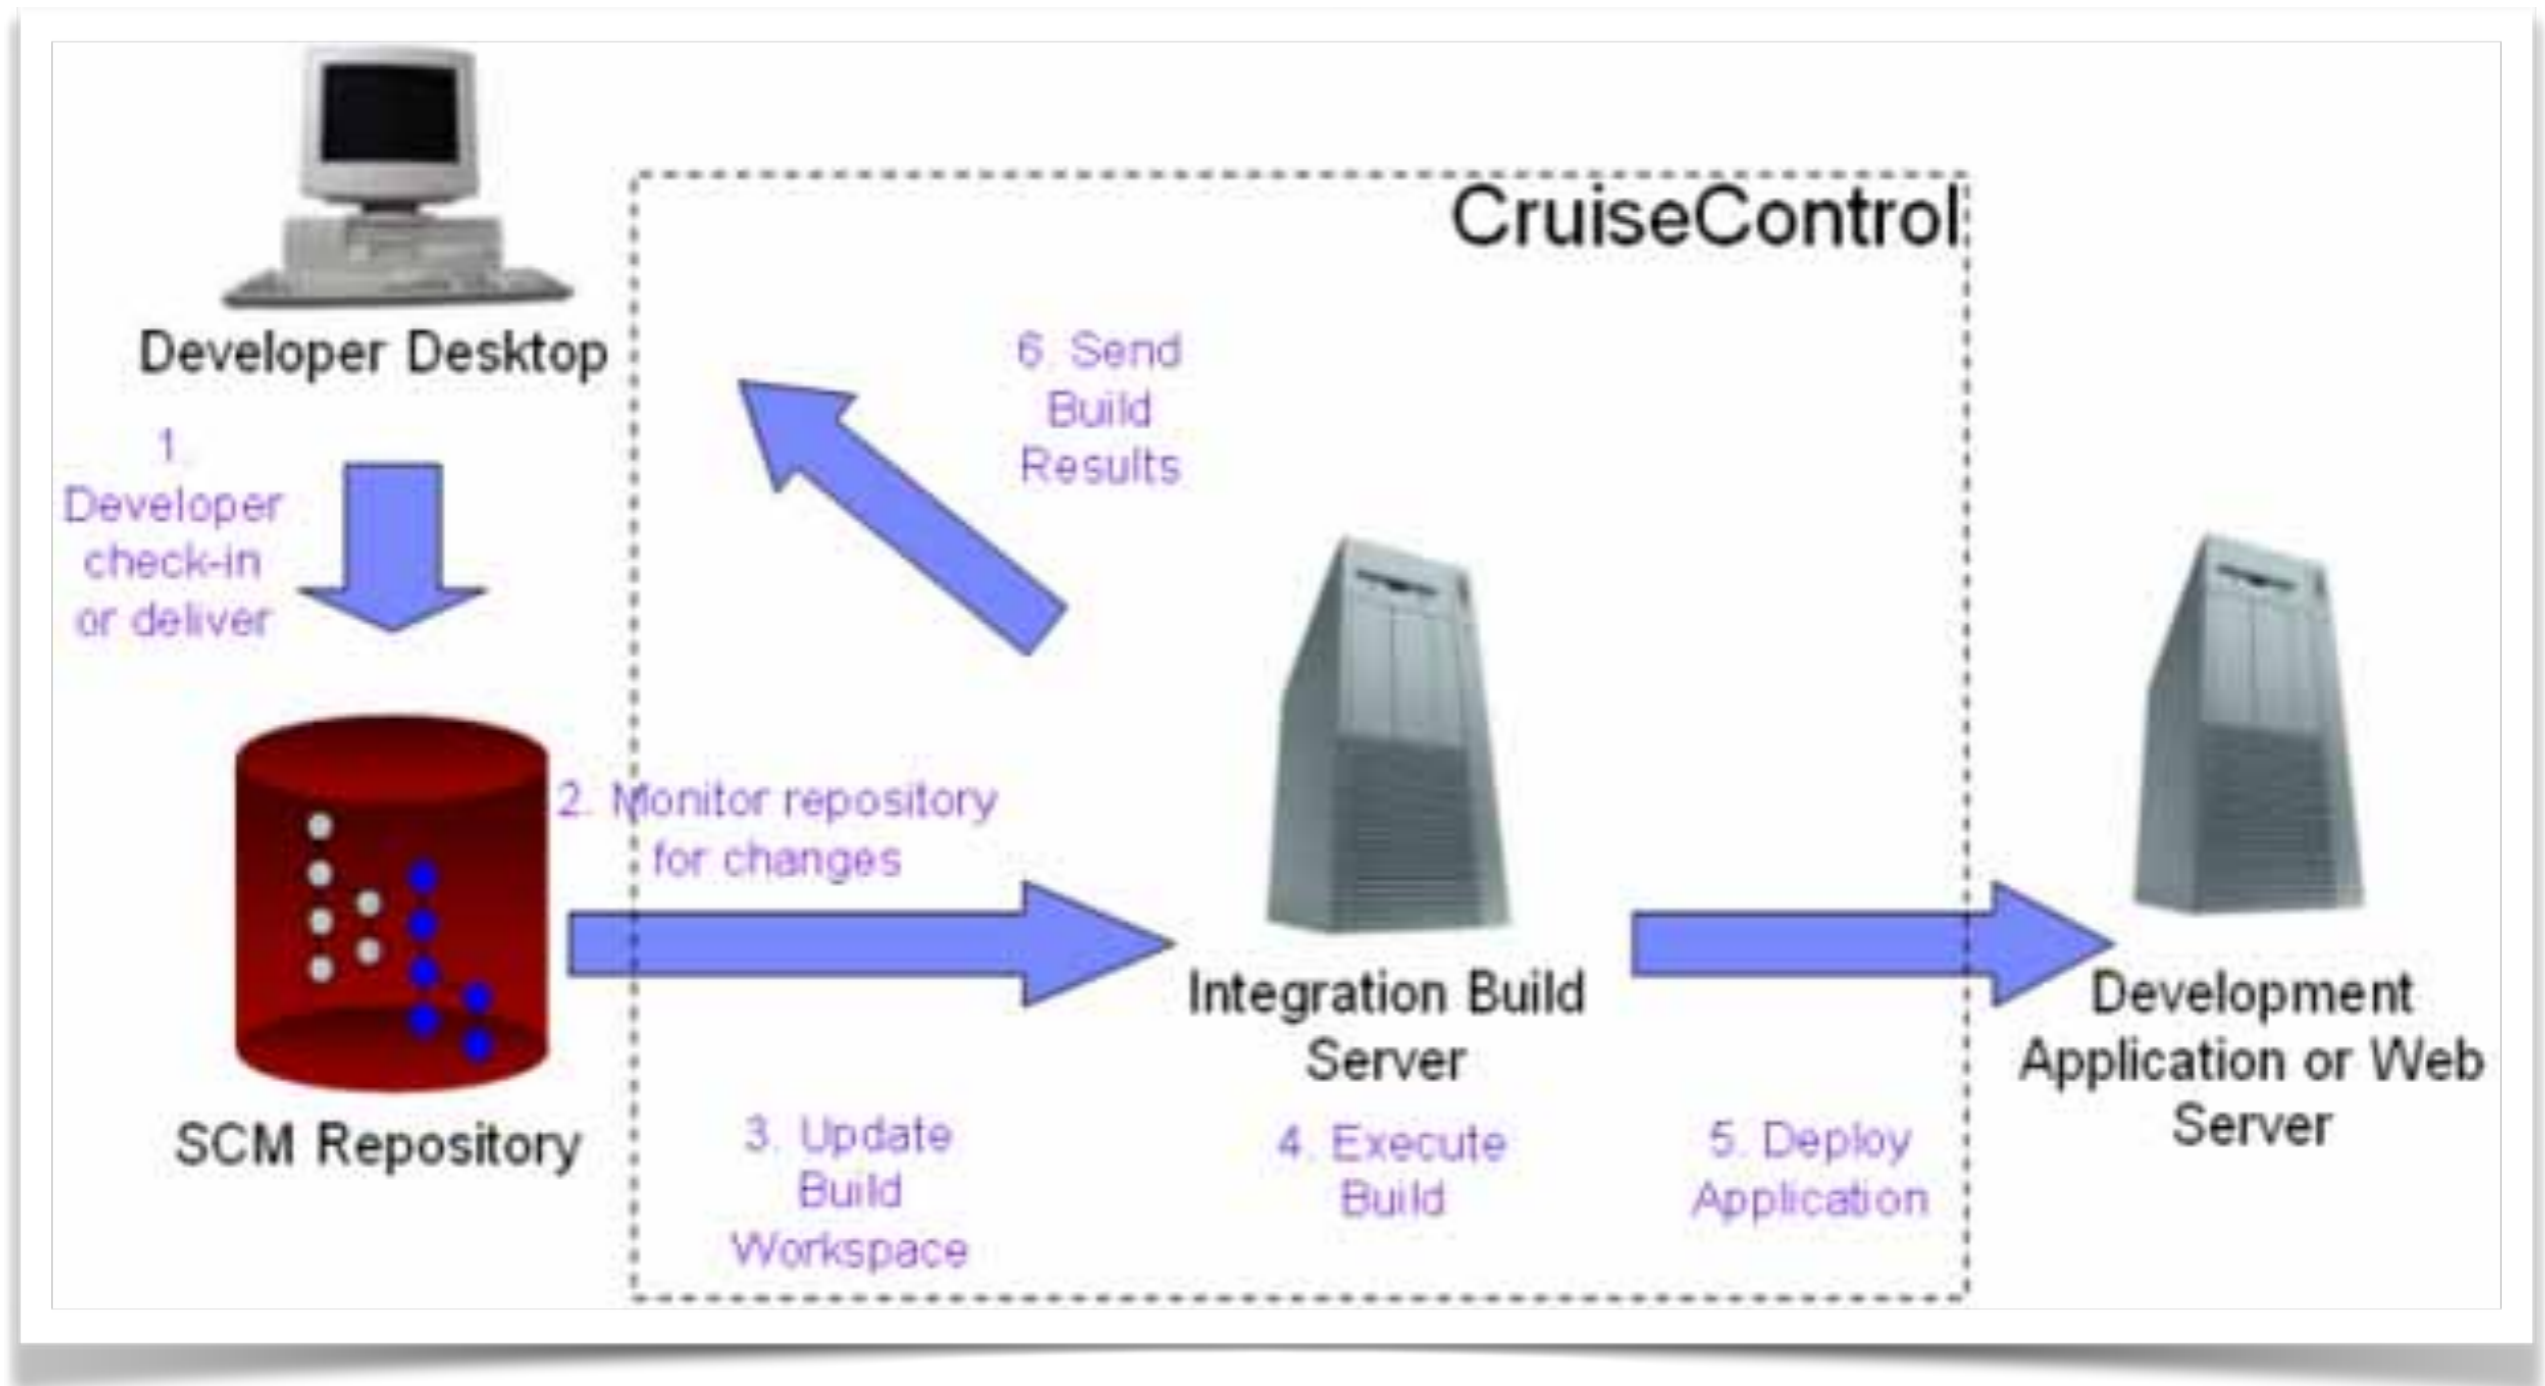 CruiseControl
Developer Desktop
1.
Developer
check-in
or deliver
6. Send
Build
Results
2. Monitor repository
for changes
SCM Repository
Integration Build
Server
Development
Application or Web
Server
3. Update
Build
Workspace
4. Execute
Build
5. Deploy
Application